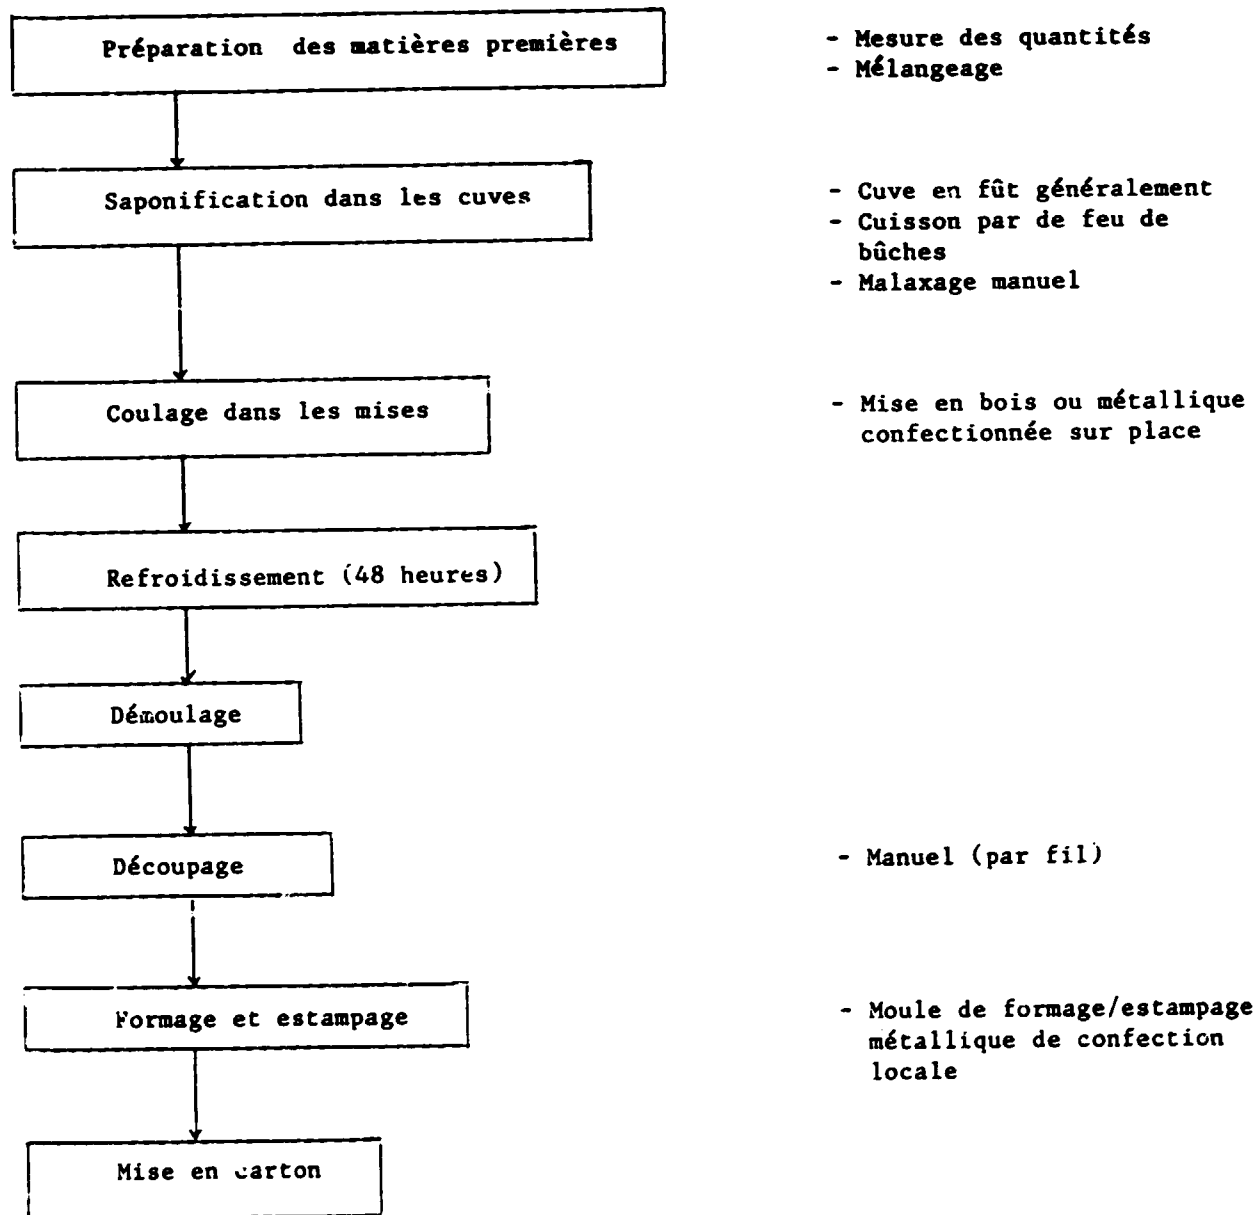 Préparation des matières premières
- Mesure des quantités
- Mélangeage
Saponification dans les cuves
- Cuve en fût généralement
- Cuisson par de feu de
bûches
- Malaxage manuel
Coulage dans les mises
- Mise en bois ou métallique
confectionnée sur place
Refroidissement (48 heures)
Démoulage
Découpage
- Manuel (par fil)
Formage et estampage
- Moule de formage/estampage
métallique de confection
locale
Mise en carton